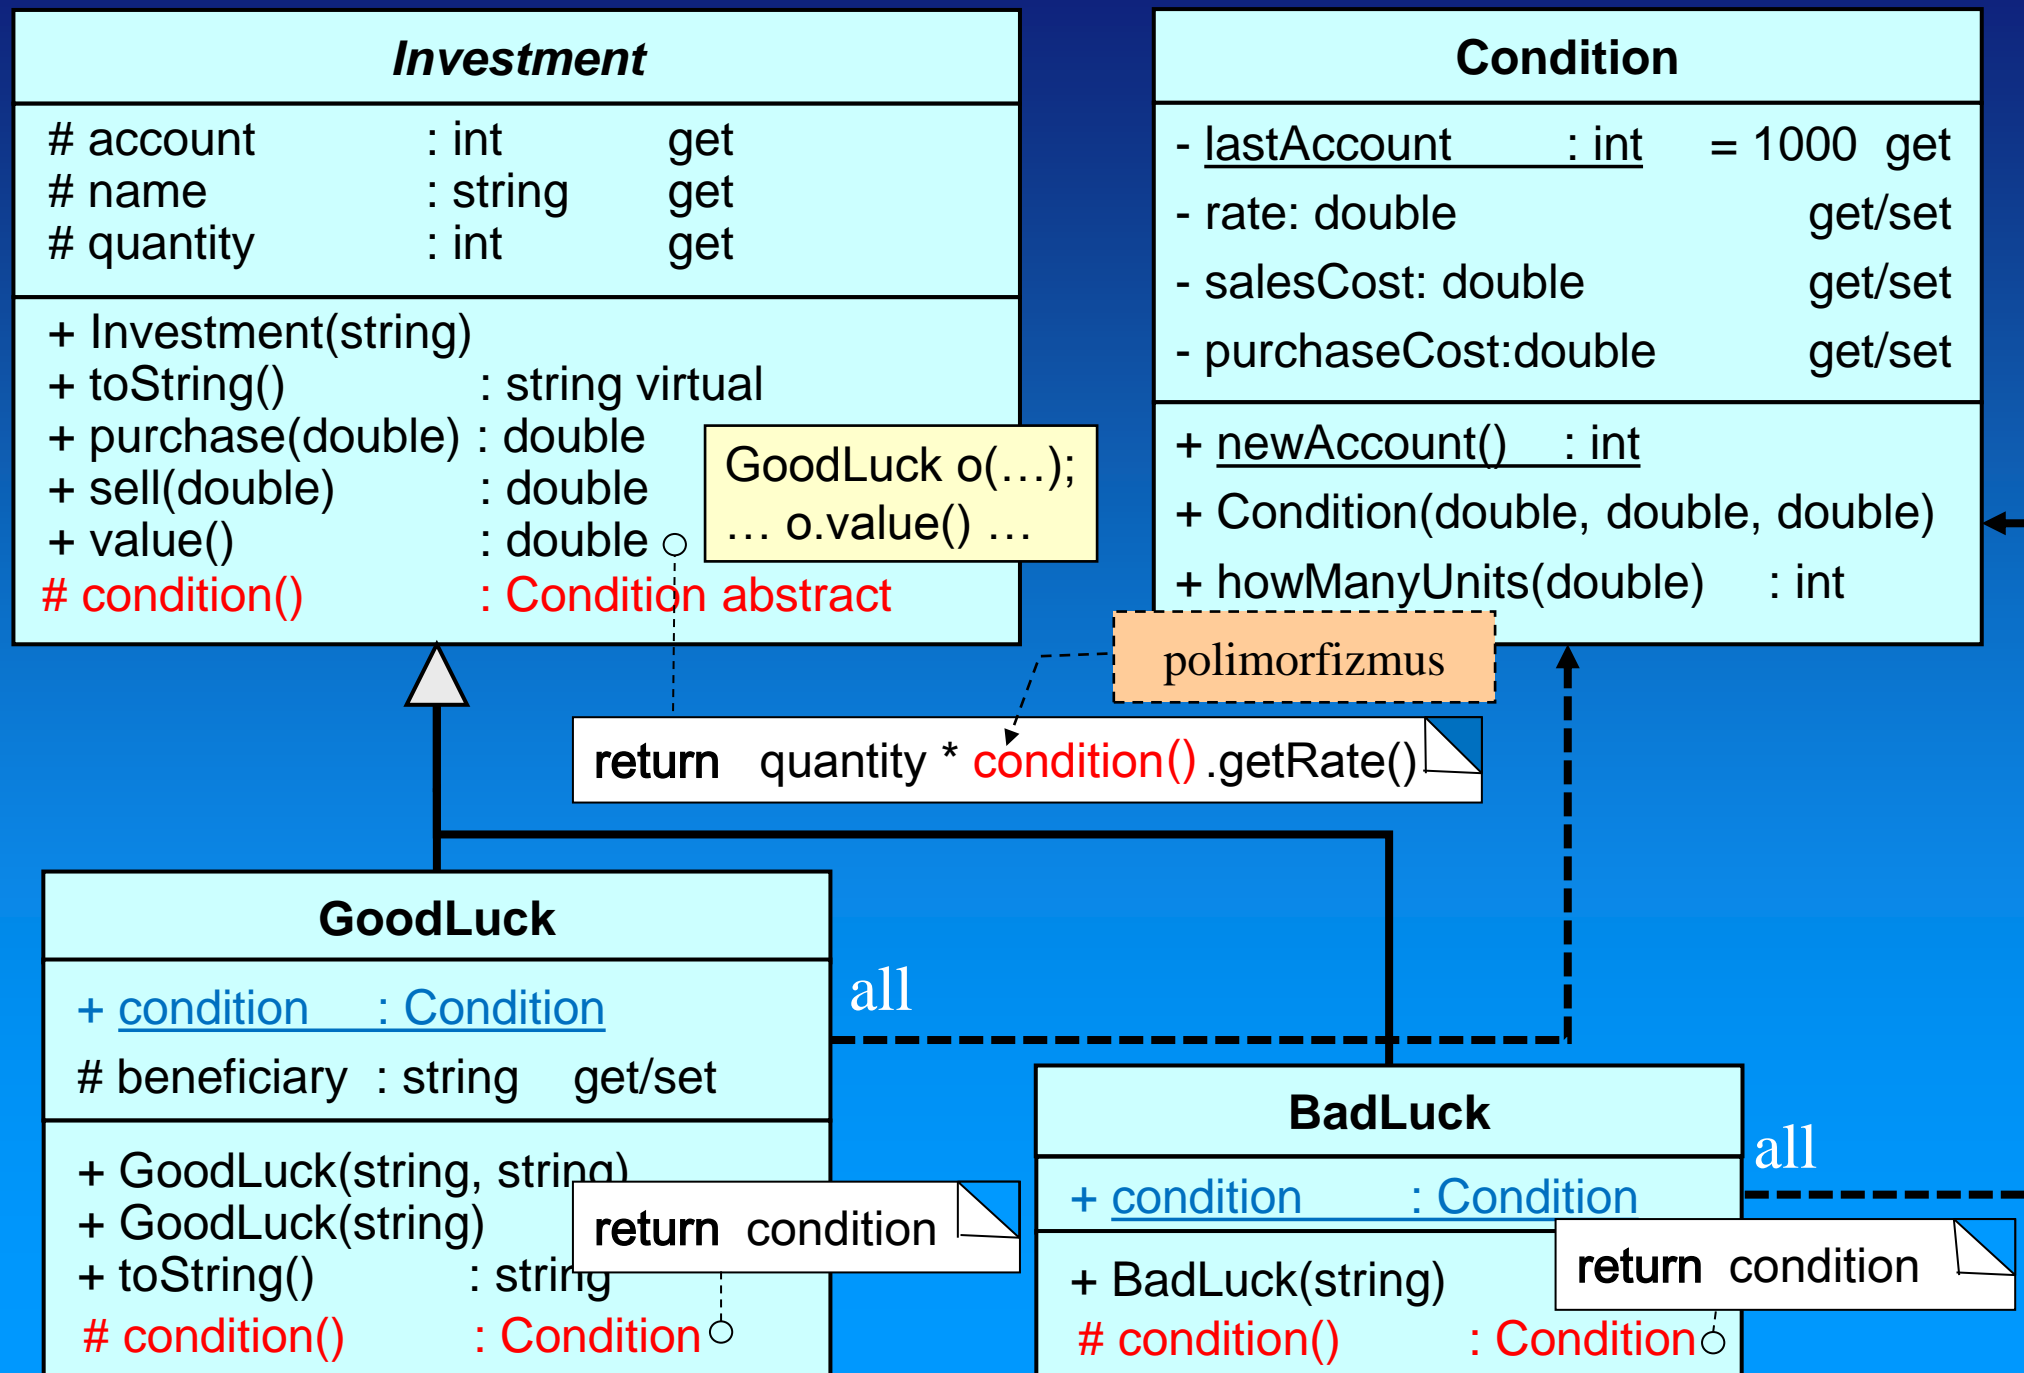 Investment
# account : int get
# name : string get
# quantity : int get
+ Investment(string)
+ toString() : string virtual
+ purchase(double) : double
+ sell(double) : double
+ value() : double
# condition() : Condition abstract
GoodLuck o(…);
… o.value() …
Condition
- lastAccount : int = 1000 get
- rate: double get/set
- salesCost: double get/set
- purchaseCost:double get/set
+ newAccount() : int
+ Condition(double, double, double)
+ howManyUnits(double) : int
polimorfizmus
return quantity * condition() .getRate()
GoodLuck
+ condition : Condition
# beneficiary : string get/set
+ GoodLuck(string, string)
+ GoodLuck(string)
+ toString() : string
# condition() : Condition
return condition
all
BadLuck
+ condition : Condition
+ BadLuck(string)
# condition() : Condition
return condition
all